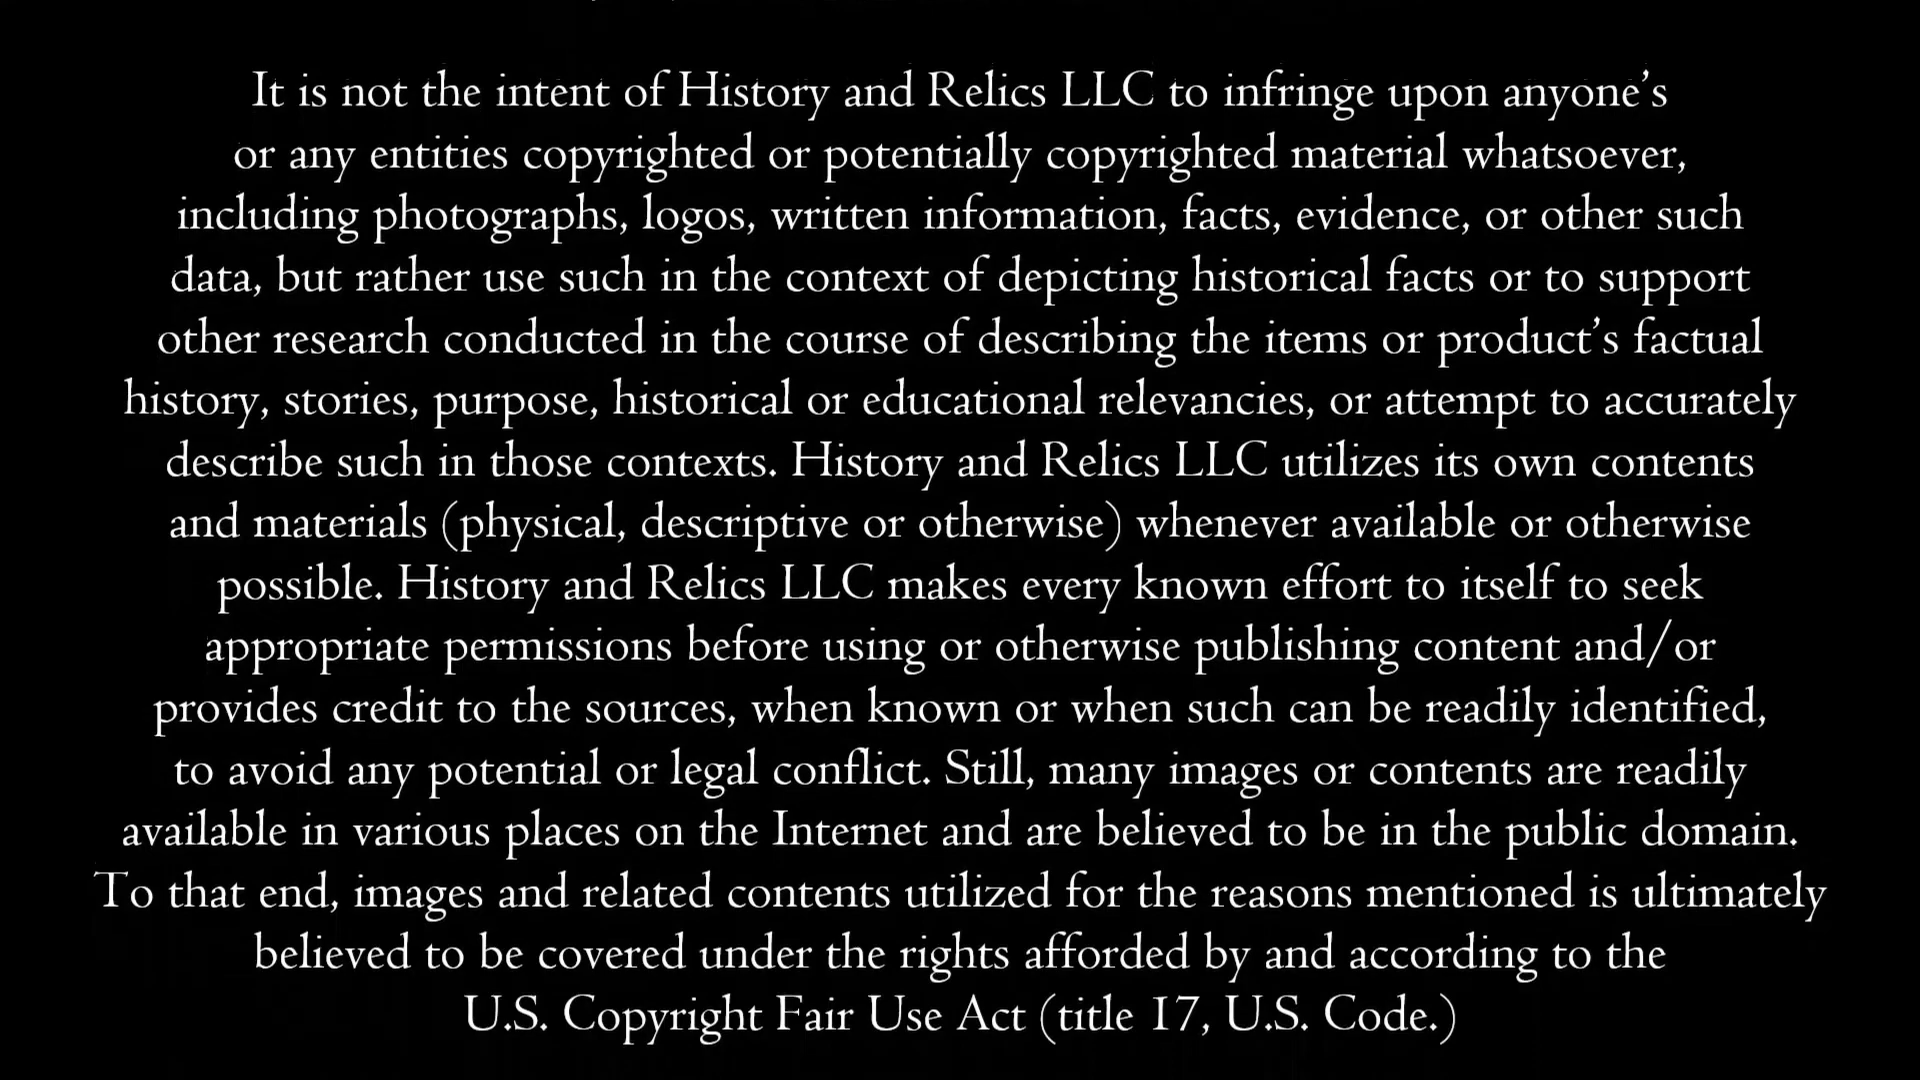 It is not the intent of History and Relics LLC to infringe upon anyone’s
or any entities copyrighted or potentially copyrighted material whatsoever,
including photographs, logos, written information, facts, evidence, or other such
data, but rather use such in the context of depicting historical facts or to support
other research conducted in the course of describing the items or product’s factual
history, stories, purpose, historical or educational relevancies, or attempt to accurately
describe such in those contexts. History and Relics LLC utilizes its own contents
and materials (physical, descriptive or otherwise) whenever available or otherwise
possible. History and Relics LLC makes every known effort to itself to seek
appropriate permissions before using or otherwise publishing content and/or
provides credit to the sources, when known or when such can be readily identified,
to avoid any potential or legal conflict. Still, many images or contents are readily
available in various places on the Internet and are believed to be in the public domain.
To that end, images and related contents utilized for the reasons mentioned is ultimately
believed to be covered under the rights afforded by and according to the
U.S. Copyright Fair Use Act (title 17, U.S. Code.)